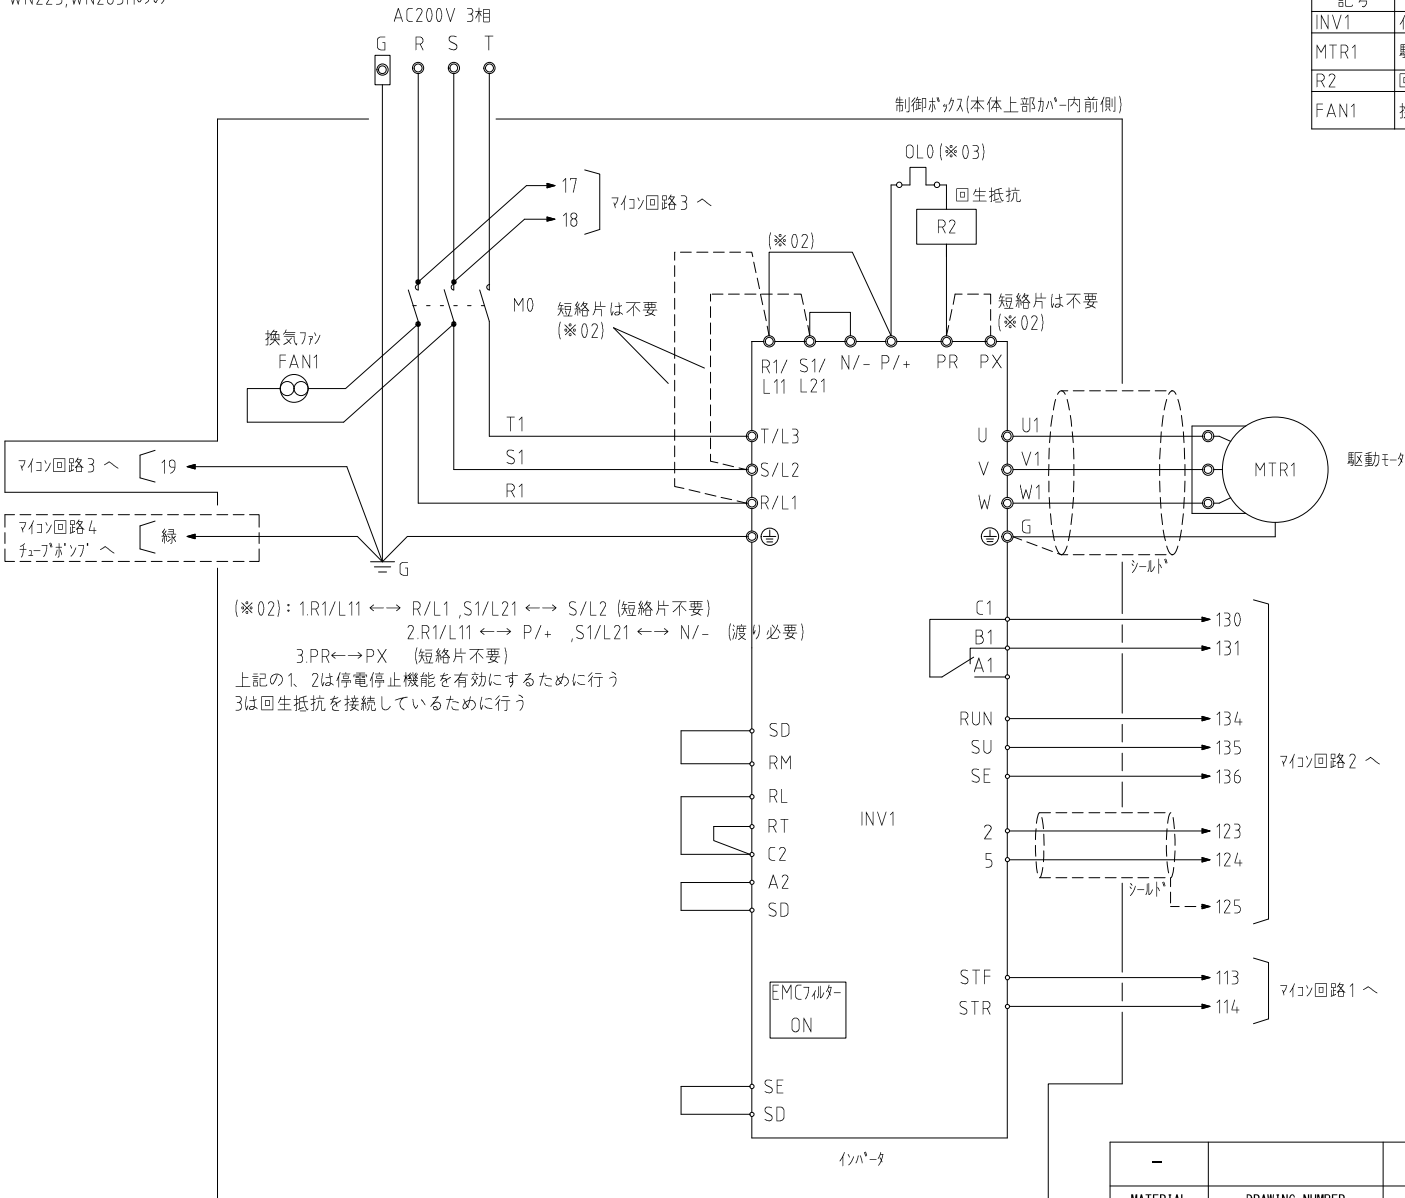 AC200V 3相
G R S T
記号
INV1
MTR1
R2
FAN1
制御ﾎﾞｯｸｽ(本体上部ｶﾊﾞｰ内前側)
OL0(※03)
回生抵抗
R2
17
18
ﾏｲｺﾝ回路3 へ
(※02)
M0
短絡片は不要
(※02)
短絡片は不要
(※02)
換気ﾌｧﾝ
FAN1
R1/ S1/ N/- P/+ PR PX
L11 L21
T1
S1
R1
T/L3
S/L2
R/L1
U
V
W
U1
V1
W1
G
MTR1
駆動ﾓｰﾀ
ｼｰﾙﾄﾞ
ﾏｲｺﾝ回路3 へ
19
ﾏｲｺﾝ回路4
ﾁｭｰﾌﾞﾎﾟﾝﾌﾟ へ
緑
G
(※02): 1.R1/L11 ←→ R/L1 ,S1/L21 ←→ S/L2 (短絡片不要)
2.R1/L11 ←→ P/+ ,S1/L21 ←→ N/- (渡り必要)
3.PR←→PX (短絡片不要)
上記の1、2は停電停止機能を有効にするために行う
3は回生抵抗を接続しているために行う
C1
B1
A1
130
131
RUN
SU
SE
134
135
136
ﾏｲｺﾝ回路2 へ
2
5
123
124
ｼｰﾙﾄﾞ
125
SD
RM
RL
RT
C2
A2
SD
INV1
STF
STR
113
114
ﾏｲｺﾝ回路1 へ
EMCﾌｨﾙﾀｰ
ON
SE
SD
ｲﾝﾊﾞｰﾀ
-
MATERIAL DRAWING NUMBER